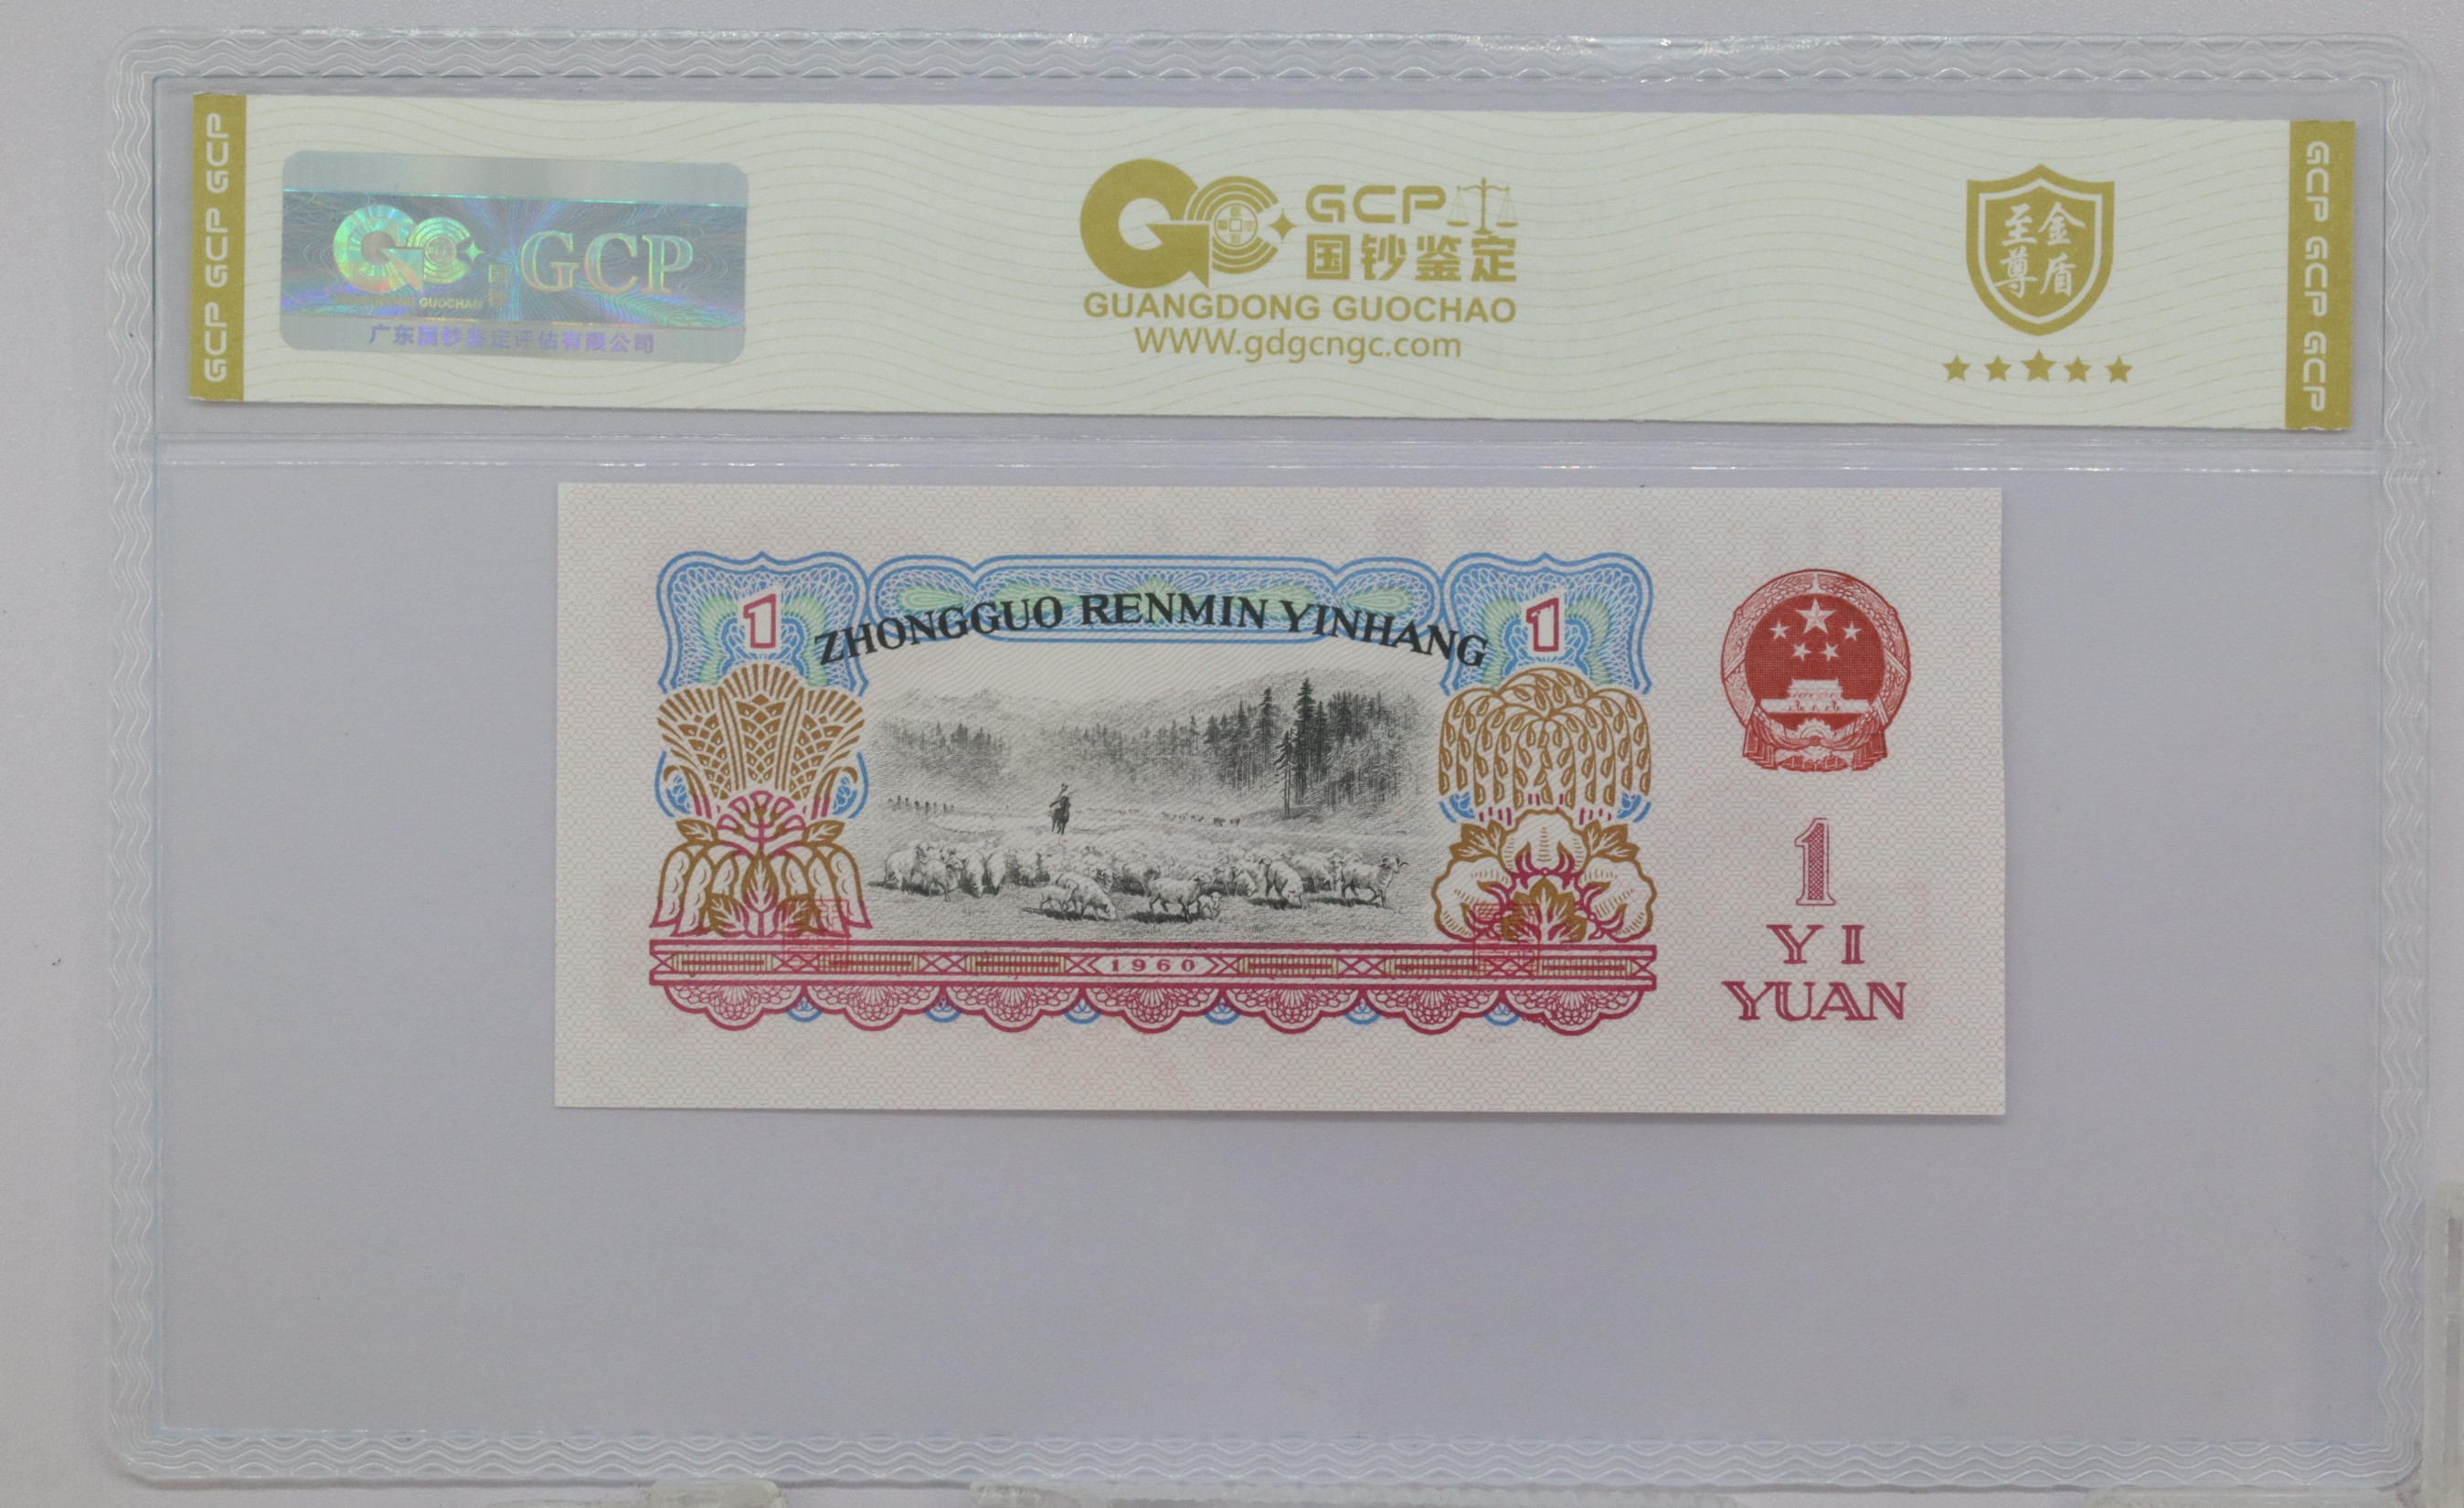 GCP GCP GCP
GCP
GUANGDONG GUOCHAO
广东国钞鉴定评估有限公司
GCP
国钞鉴定
GUANGDONG GUOCHAO
WWW.gdgcngc.com
至尊
金盾
GCP GCP GCP
ZHONGGUO RENMIN YINHANG
1
1
1960
1
YI
YUAN